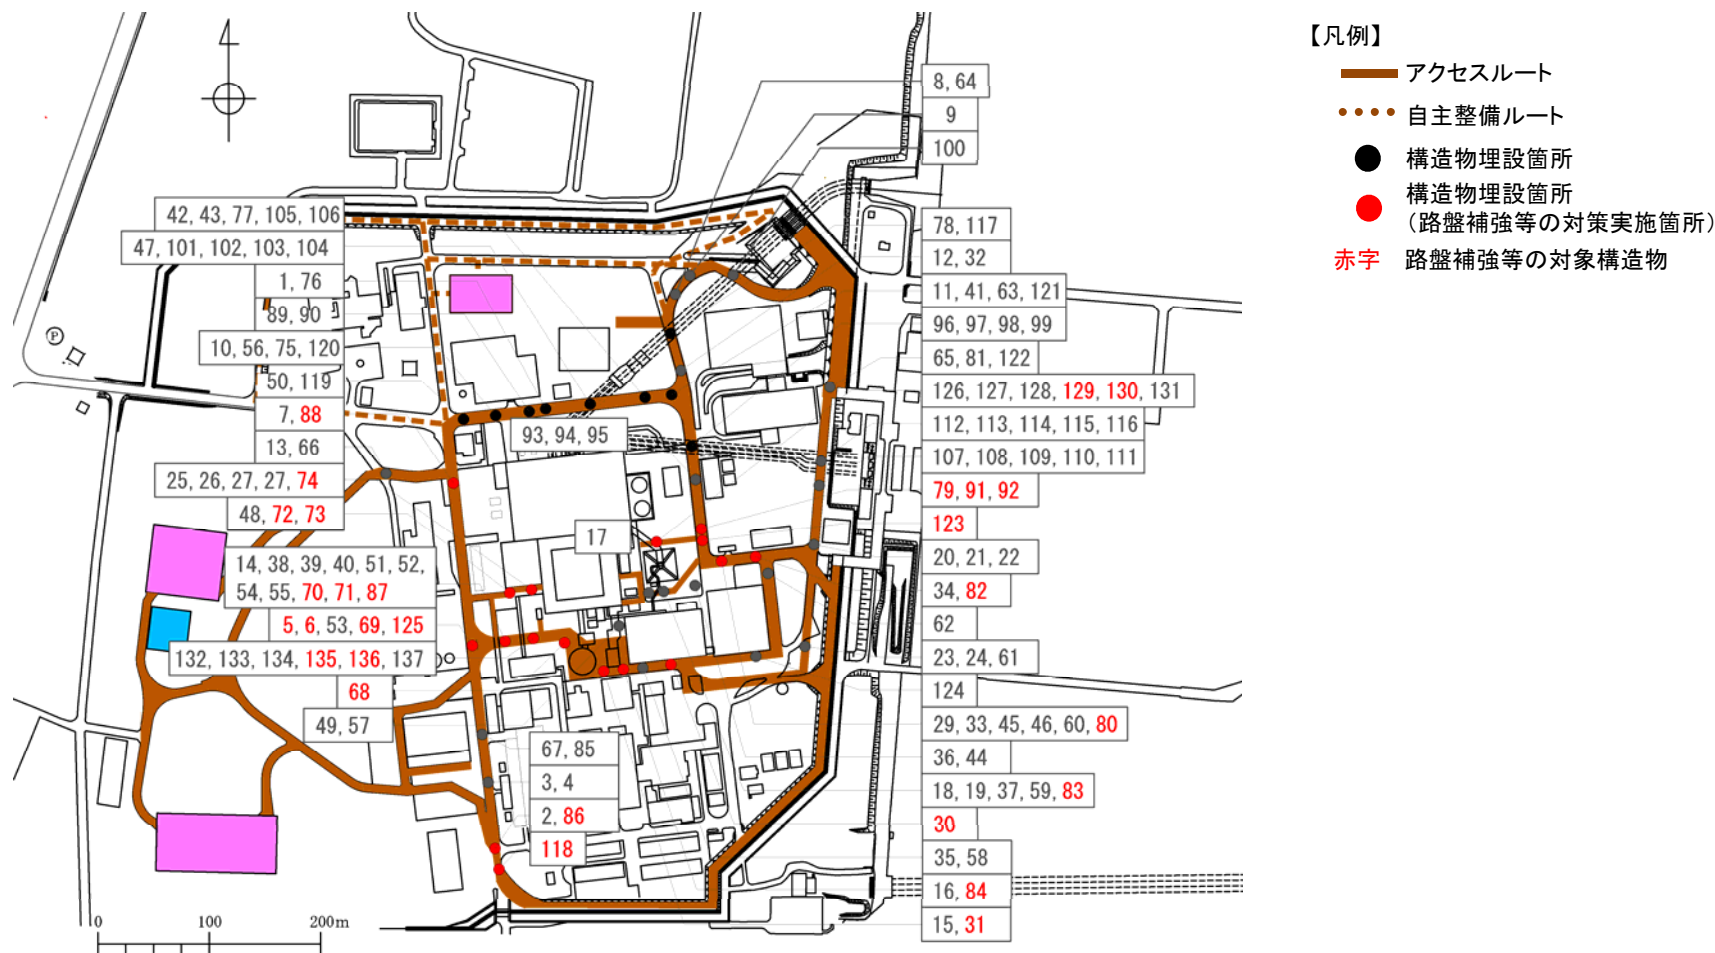 【凡例】
アクセスルート
自主整備ルート
構造物埋設箇所
構造物埋設箇所
(路盤補強等の対策実施箇所)
赤字 路盤補強等の対象構造物
8, 64
9
100
42, 43, 77, 105, 106
47, 101, 102, 103, 104
1, 76
89, 90
10, 56, 75, 120
50, 119
7, 88
13, 66
25, 26, 27, 27, 74
48, 72, 73
14, 38, 39, 40, 51, 52,
54, 55, 70, 71, 87
5, 6, 53, 69, 125
132, 133, 134, 135, 136, 137
68
49, 57
P
93, 94, 95
17
67, 85
3, 4
2, 86
118
78, 117
12, 32
11, 41, 63, 121
96, 97, 98, 99
65, 81, 122
126, 127, 128, 129, 130, 131
112, 113, 114, 115, 116
107, 108, 109, 110, 111
79, 91, 92
123
20, 21, 22
34, 82
62
23, 24, 61
124
29, 33, 45, 46, 60, 80
36, 44
18, 19, 37, 59, 83
30
35, 58
16, 84
15, 31
0 100 200m